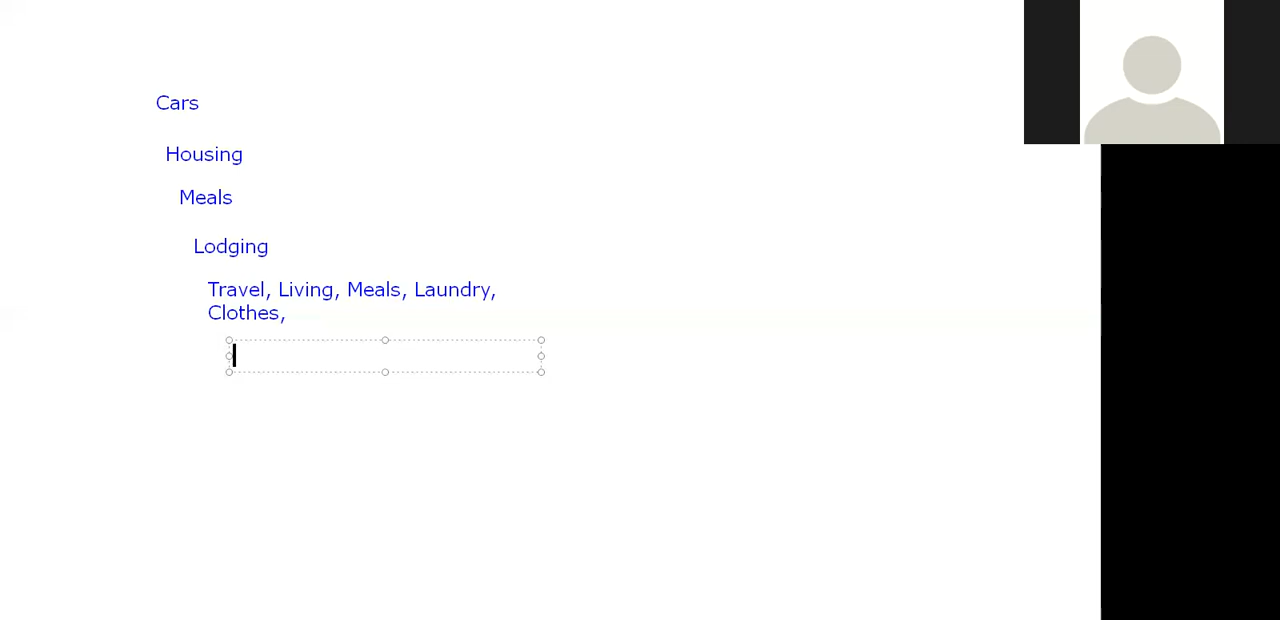 Cars
Housing
Meals
Lodging
Travel, Living, Meals, Laundry,
Clothes,